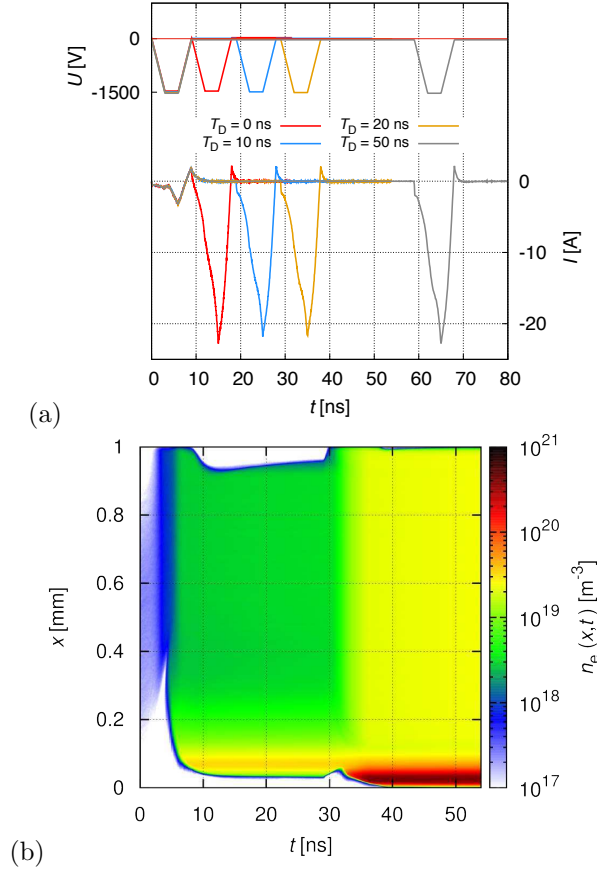 U [V]
0
-1500
T_D = 0 ns
T_D = 10 ns
T_D = 20 ns
T_D = 50 ns
0
-10
-20
I [A]
0 10 20 30 40 50 60 70 80
t [ns]
(a)
x [mm]
1
0.8
0.6
0.4
0.2
0
0 10 20 30 40 50
t [ns]
10^21
10^20
10^19
10^18
10^17
n_e (x,t) [m^-3]
(b)